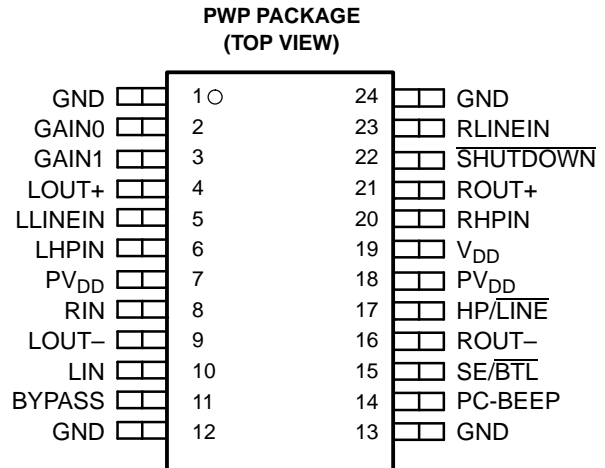 PWP PACKAGE
(TOP VIEW)
GND 1 24 GND
GAIN0 2 23 RLINEIN
GAIN1 3 22 SHUTDOWN
LOUT+ 4 21 ROUT+
LLINEIN 5 20 RHPIN
LHPIN 6 19 VDD
PVDD 7 18 PVDD
RIN 8 17 HP/LINE
LOUT– 9 16 ROUT–
LIN 10 15 SE/BTL
BYPASS 11 14 PC-BEEP
GND 12 13 GND